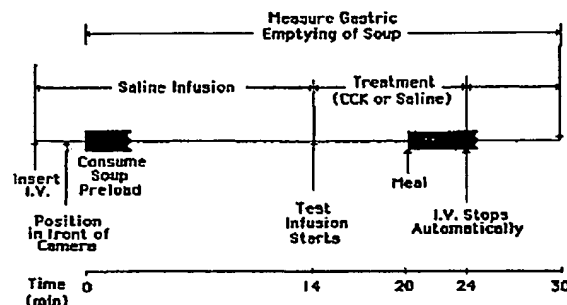 Measure Gastric
Emptying of Soup
Saline Infusion
Treatment
(CCK or Saline)
Insert
I.V.
Consume
Soup
Preload
Meal
Position
in front of
Camera
Test
Infusion
Starts
I.V. Stops
Automatically
Time
(min)
0
14
20
24
30